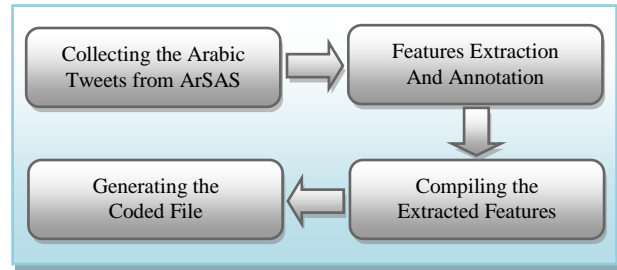 Collecting the Arabic
Tweets from ArSAS
Features Extraction
And Annotation
Compiling the
Extracted Features
Generating the
Coded File